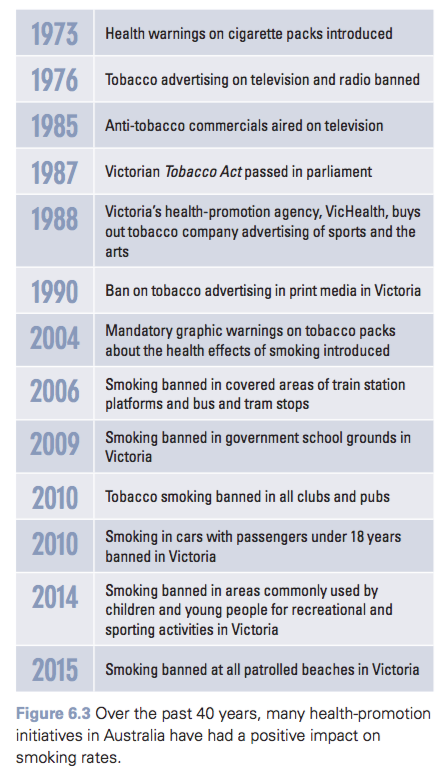 1973 Health warnings on cigarette packs introduced
1976 Tobacco advertising on television and radio banned
1985 Anti-tobacco commercials aired on television
1987 Victorian Tobacco Act passed in parliament
1988 Victoria's health-promotion agency, VicHealth, buys
out tobacco company advertising of sports and the
arts
1990 Ban on tobacco advertising in print media in Victoria
2004 Mandatory graphic warnings on tobacco packs
about the health effects of smoking introduced
2006 Smoking banned in covered areas of train station
platforms and bus and tram stops
2009 Smoking banned in government school grounds in
Victoria
2010 Tobacco smoking banned in all clubs and pubs
2010 Smoking in cars with passengers under 18 years
banned in Victoria
2014 Smoking banned in areas commonly used by
children and young people for recreational and
sporting activities in Victoria
2015 Smoking banned at all patrolled beaches in Victoria
Figure 6.3 Over the past 40 years, many health-promotion
initiatives in Australia have had a positive impact on
smoking rates.